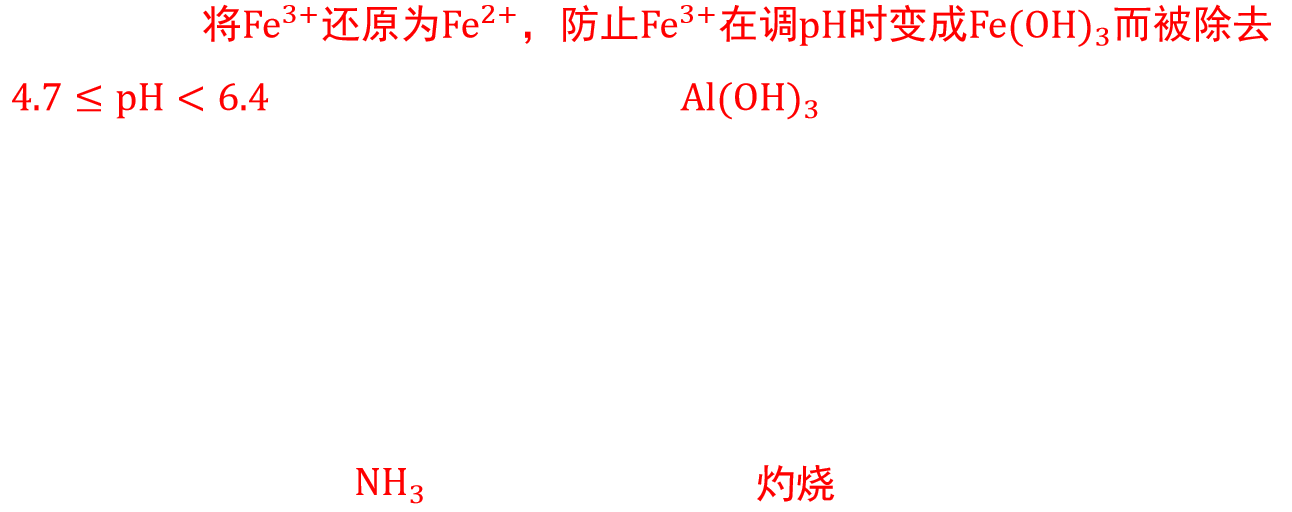 将Fe³⁺还原为Fe²⁺，防止Fe³⁺在调pH时变成Fe(OH)₃而被除去
4.7 ≤ pH < 6.4 Al(OH)₃
NH₃ 灼烧